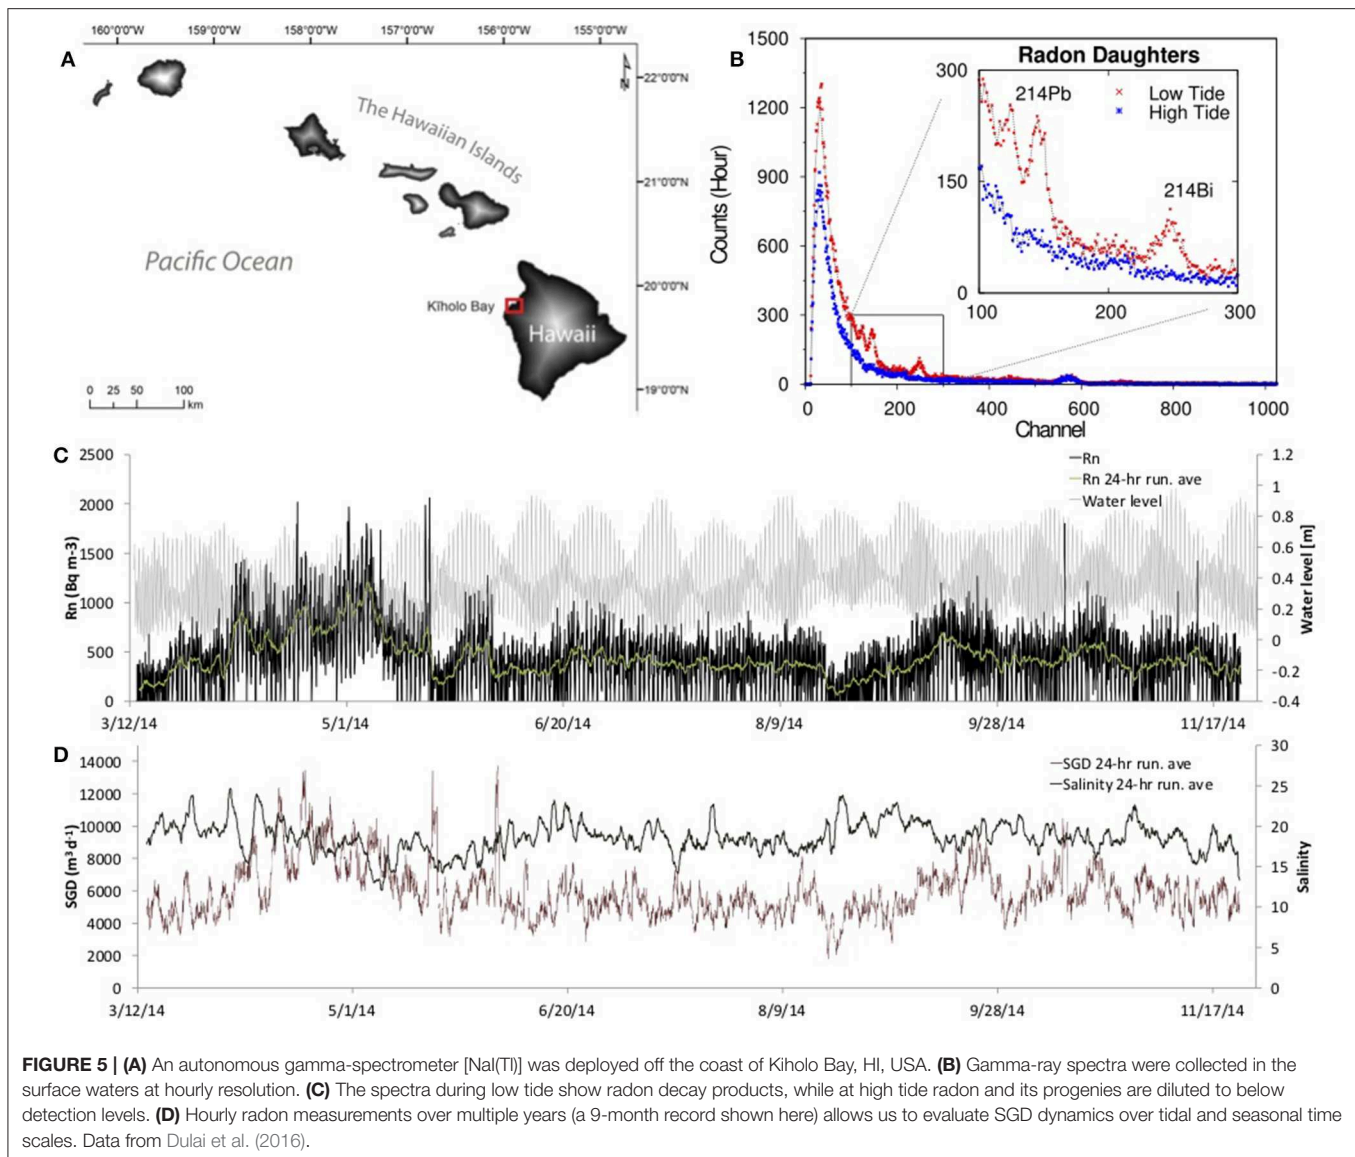 160°0'0"W 159°0'0"W 158°0'0"W 157°0'0"W 156°0'0"W 155°0'0"W
A
N
22°0'0"N
The Hawaiian Islands
21°0'0"N
Pacific Ocean
20°0'0"N
Kīholo Bay
Hawaii
19°0'0"N
0 25 50 100
km
B
Radon Daughters
1500
1200
900
600
300
0
Counts (Hour)
0 200 400 600 800 1000
Channel
300
150
0
100 200 300
214Pb
214Bi
Low Tide
High Tide
C
2500
2000
1500
1000
500
0
Rn (Bq m-3)
Rn
Rn 24-hr run. ave
Water level
1.2
1
0.8
0.6
0.4
0.2
0
-0.2
-0.4
Water level [m]
3/12/14 5/1/14 6/20/14 8/9/14 9/28/14 11/17/14
D
14000
12000
10000
8000
6000
4000
2000
0
SGD (m³ d⁻¹)
SGD 24-hr run. ave
Salinity 24-hr run. ave
30
25
20
15
10
5
0
Salinity
3/12/14 5/1/14 6/20/14 8/9/14 9/28/14 11/17/14
FIGURE 5 | (A) An autonomous gamma-spectrometer [NaI(Tl)] was deployed off the coast of Kiholo Bay, HI, USA. (B) Gamma-ray spectra were collected in the
surface waters at hourly resolution. (C) The spectra during low tide show radon decay products, while at high tide radon and its progenies are diluted to below
detection levels. (D) Hourly radon measurements over multiple years (a 9-month record shown here) allows us to evaluate SGD dynamics over tidal and seasonal time
scales. Data from Dulai et al. (2016).